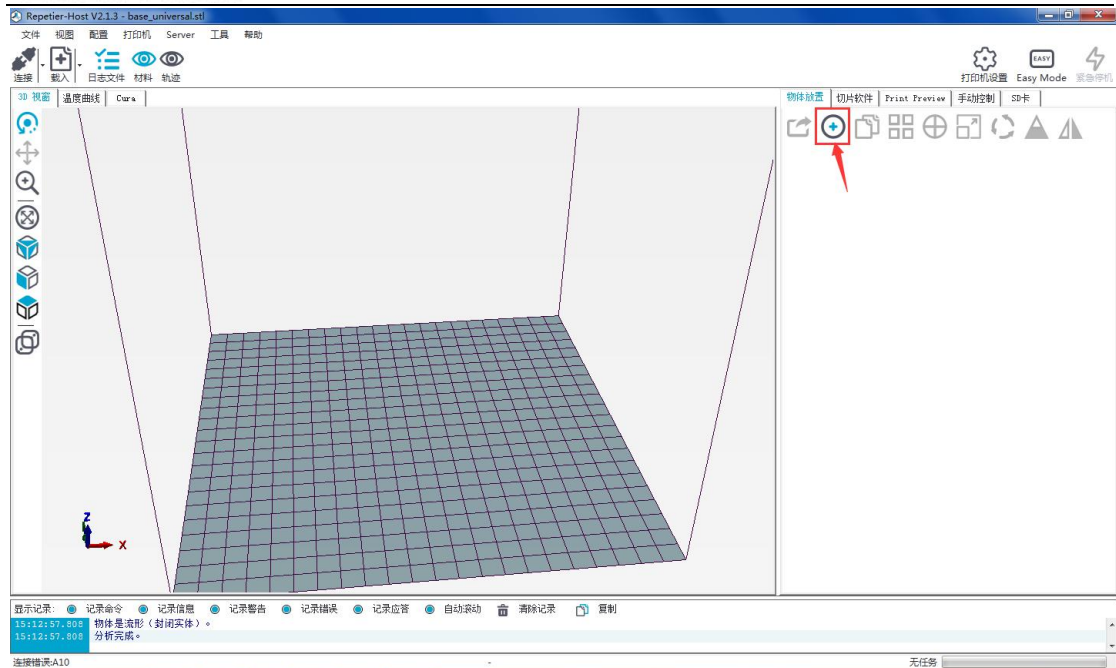 Repetier-Host V2.1.3 - base_universal.stl
文件 视图 配置 打印机 Server 工具 帮助
连接 载入 日志文件 材料 轨迹 打印机设置 Easy Mode 紧急停机
EASY
3D 视窗 温度曲线 Cura 物体放置 切片软件 Print Preview 手动控制 SD卡
Z
X
显示记录: 记录命令 记录信息 记录警告 记录错误 记录应答 自动滚动 清除记录 复制
15:12:57.808 物体是流形（封闭实体）。
15:12:57.808 分析完成。
连接错误:A10 - 无任务